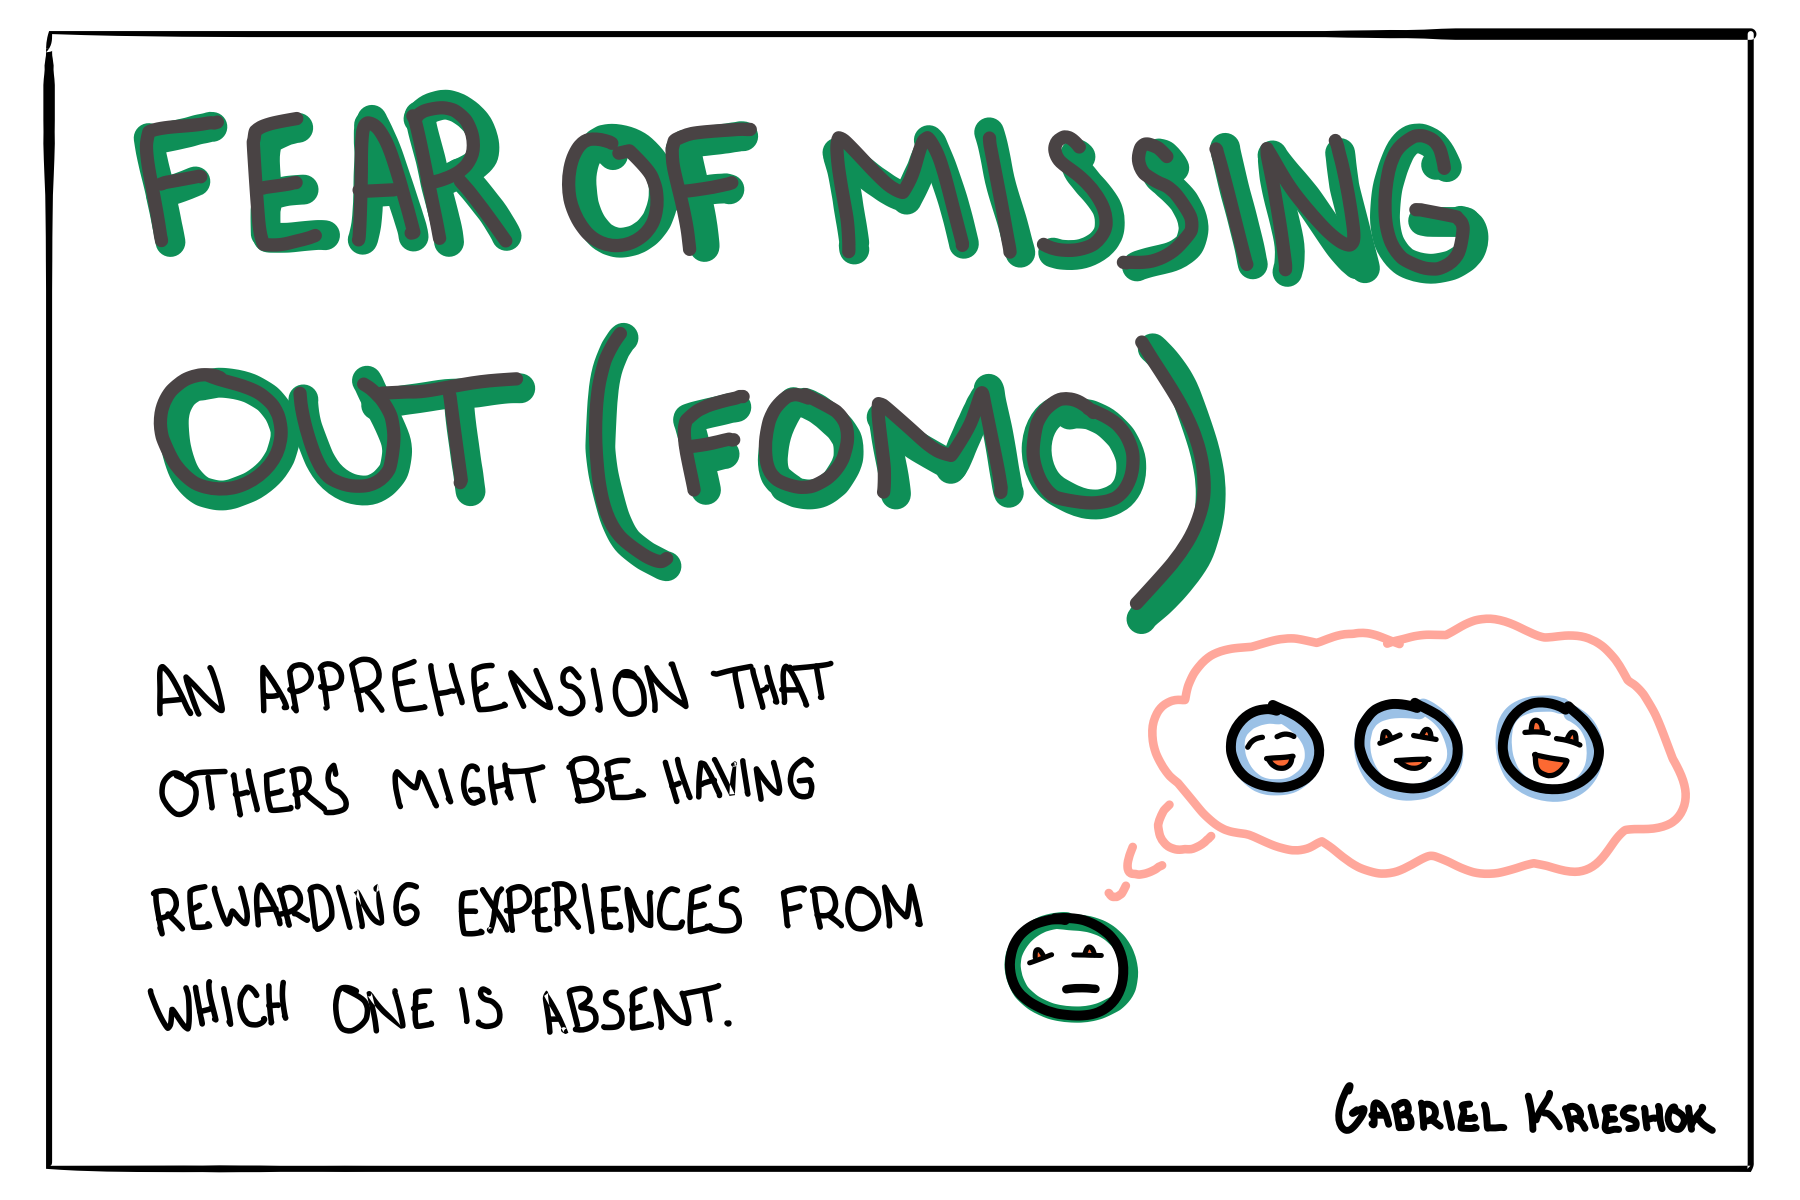 FEAR OF MISSING
OUT (FOMO)
AN APPREHENSION THAT
OTHERS MIGHT BE HAVING
REWARDING EXPERIENCES FROM
WHICH ONE IS ABSENT.
GABRIEL KRIESHOK